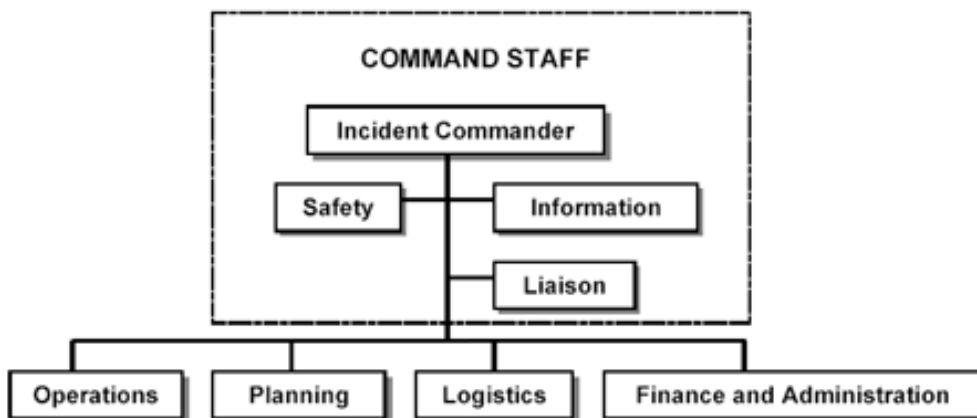 COMMAND STAFF
Incident Commander
Safety
Information
Liaison
Operations
Planning
Logistics
Finance and Administration